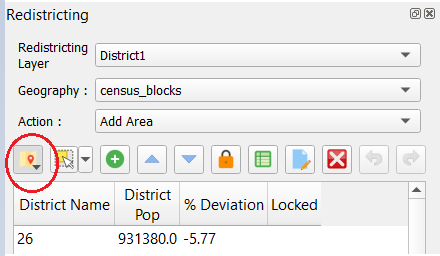 Redistricting
Redistricting
Layer
District1
Geography :
census_blocks
Action :
Add Area
District Name
District
Pop
% Deviation
Locked
26
931380.0
-5.77